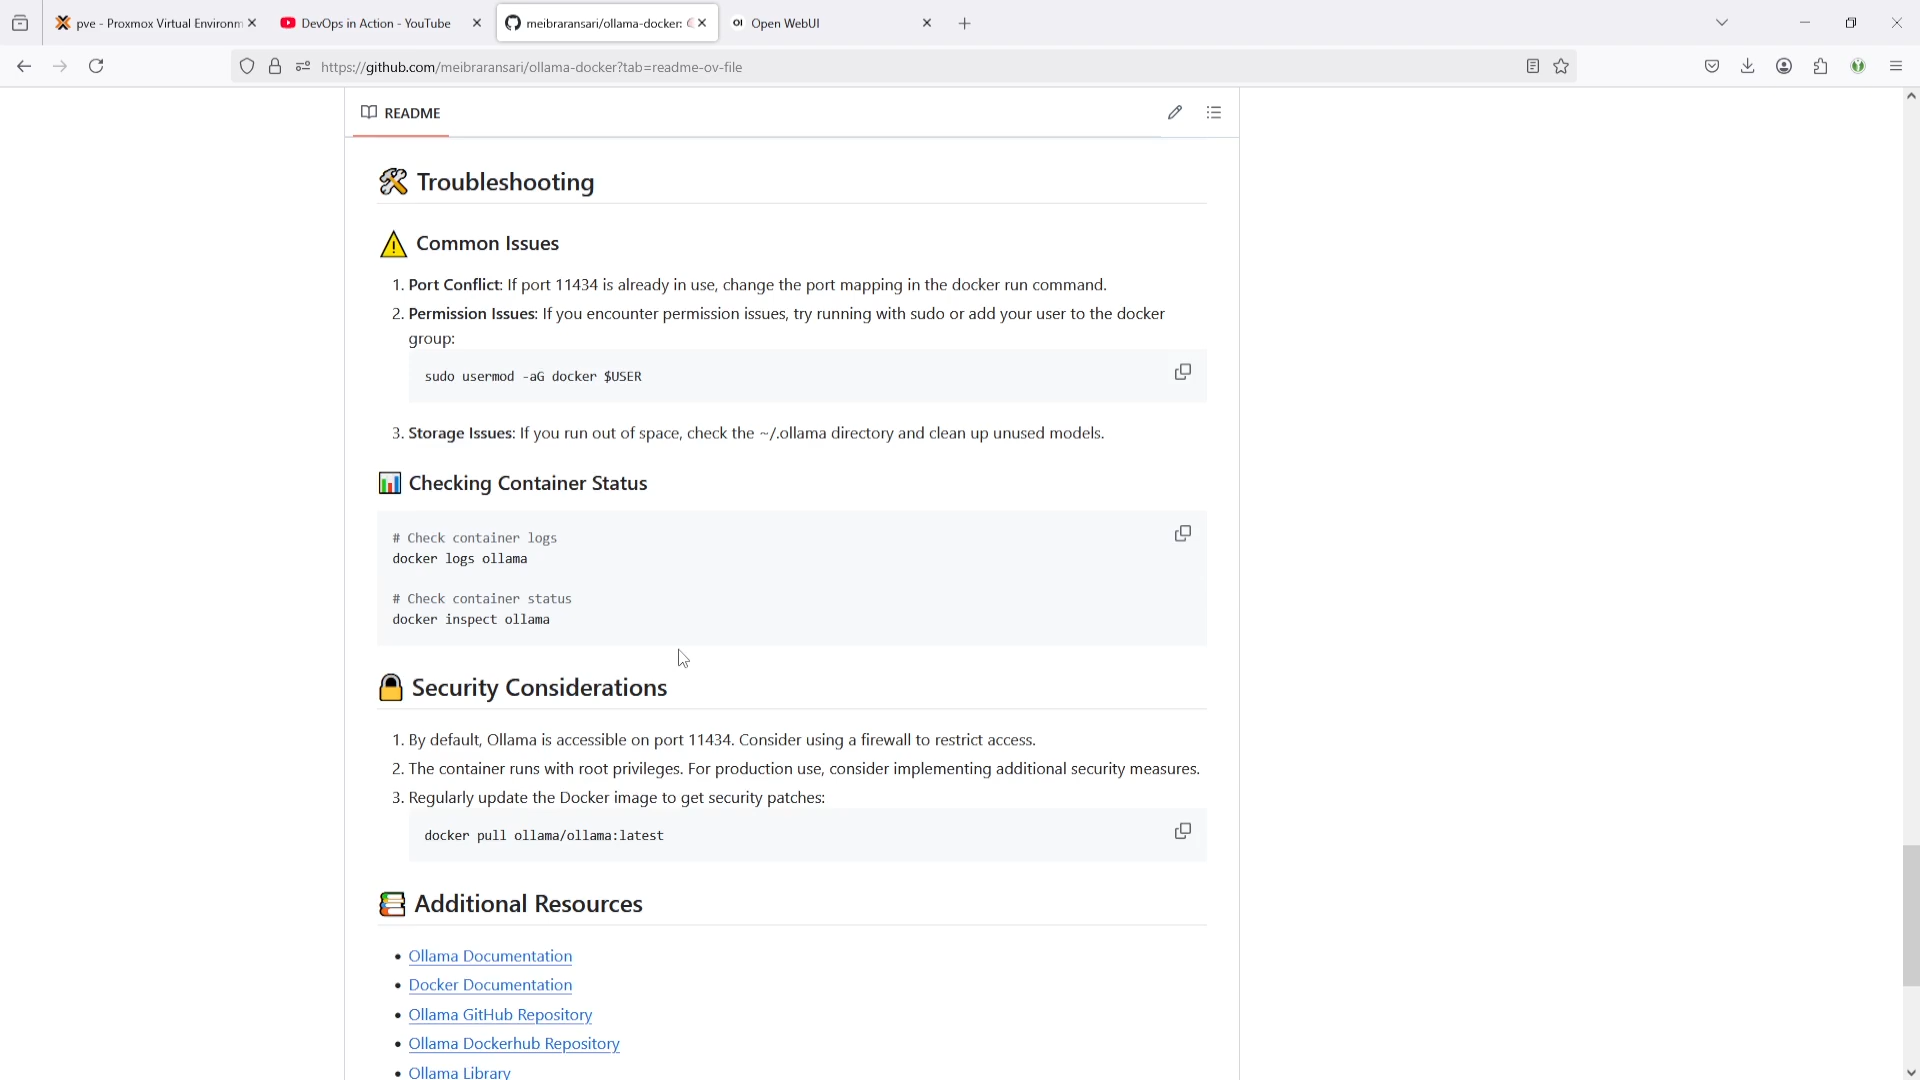 pve - Proxmox Virtual Environm
DevOps in Action - YouTube
meibraransari/ollama-docker:
OI Open WebUI
https://github.com/meibraransari/ollama-docker?tab=readme-ov-file
README
Troubleshooting
Common Issues
1. Port Conflict: If port 11434 is already in use, change the port mapping in the docker run command.
2. Permission Issues: If you encounter permission issues, try running with sudo or add your user to the docker
group:
sudo usermod -aG docker $USER
3. Storage Issues: If you run out of space, check the ~/.ollama directory and clean up unused models.
Checking Container Status
# Check container logs
docker logs ollama
# Check container status
docker inspect ollama
Security Considerations
1. By default, Ollama is accessible on port 11434. Consider using a firewall to restrict access.
2. The container runs with root privileges. For production use, consider implementing additional security measures.
3. Regularly update the Docker image to get security patches:
docker pull ollama/ollama:latest
Additional Resources
• Ollama Documentation
• Docker Documentation
• Ollama GitHub Repository
• Ollama Dockerhub Repository
• Ollama Library